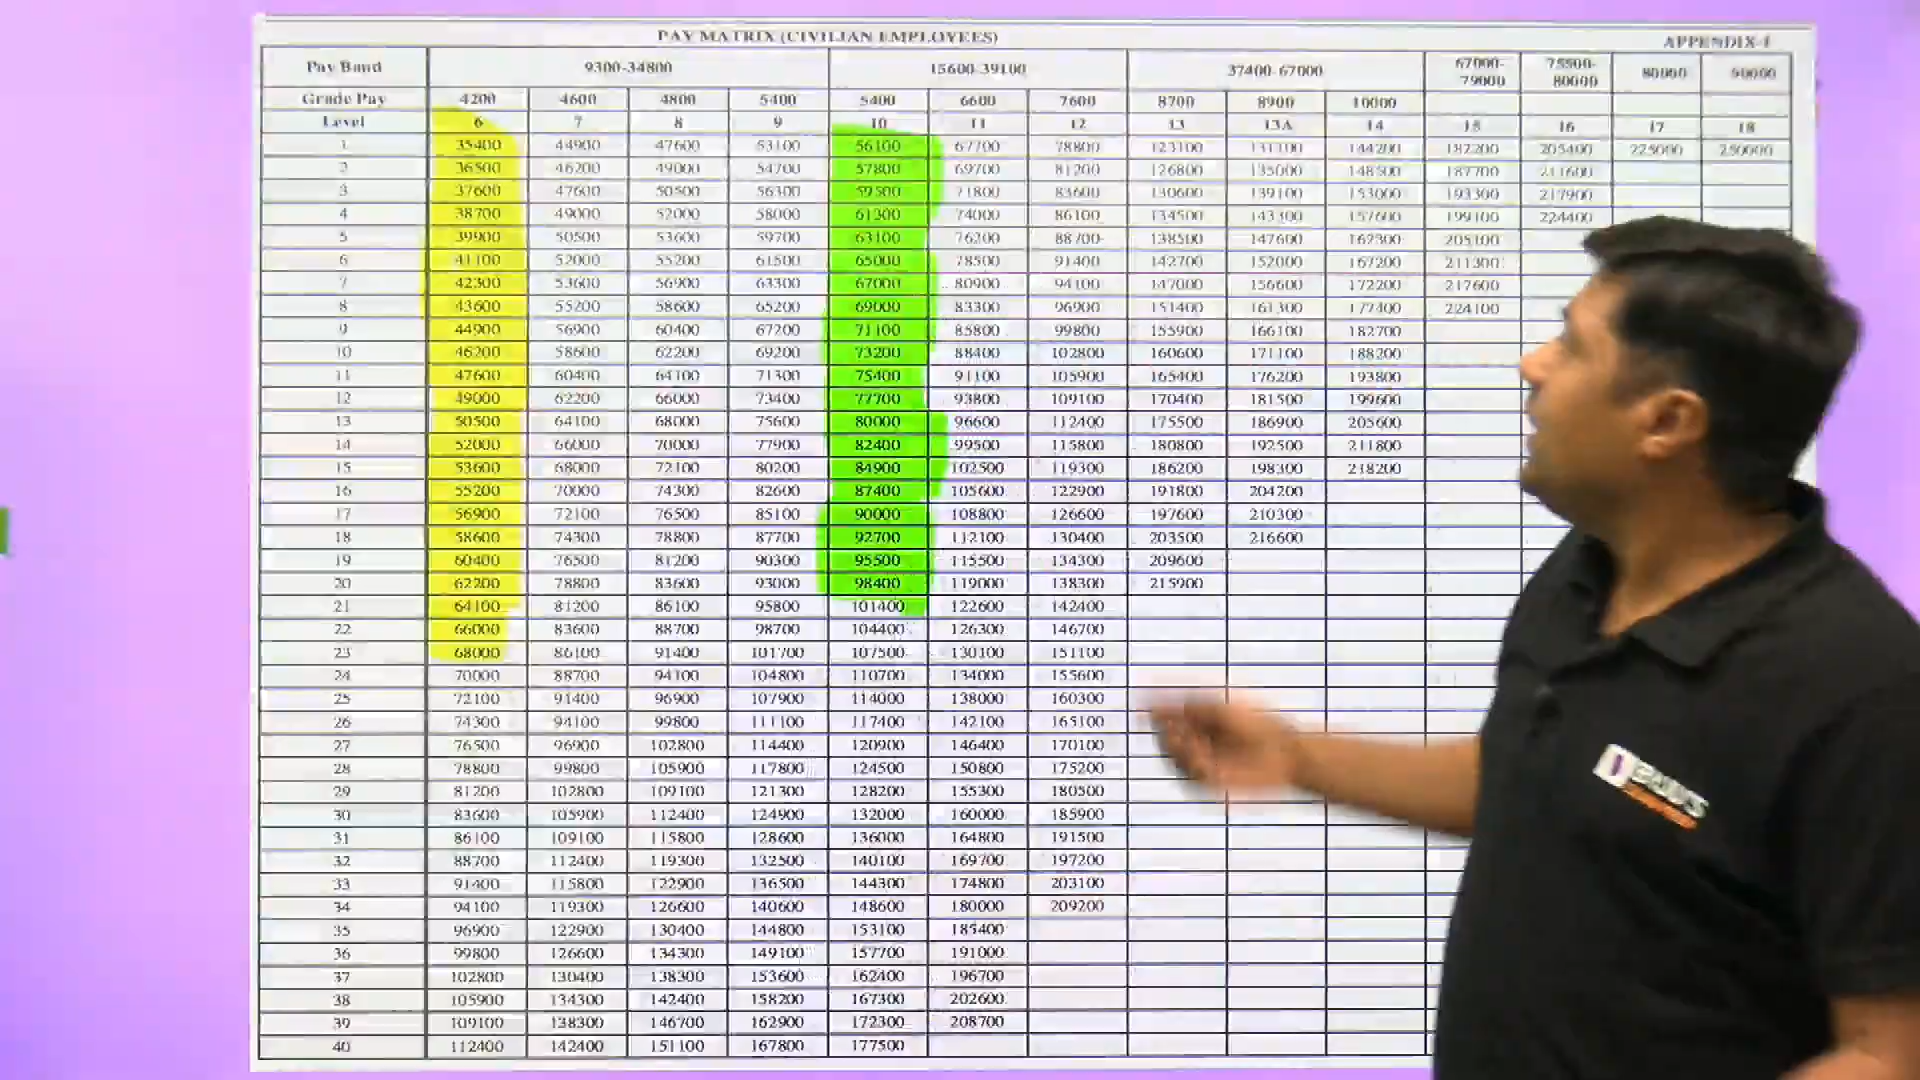 PAY MATRIX (CIVILIAN EMPLOYEES)
APPENDIX-I
Pay Band 9300-34800 15600-39100 37400-67000 67000-79000 75500-80000 80000 90000
Grade Pay 4200 4600 4800 5400 5400 6600 7600 8700 8900 10000
Level 6 7 8 9 10 11 12 13 13A 14 15 16 17 18
1 35400 44900 47600 53100 56100 67700 78800 123100 131100 144200 182200 205400 225000 250000
2 36500 46200 49000 54700 57800 69700 81200 126800 135000 148500 187700 211600
3 37600 47600 50500 56300 59500 71800 83600 130600 139100 153000 193300 217900
4 38700 49000 52000 58000 61300 74000 86100 134500 143300 157600 199100 224400
5 39900 50500 53600 59700 63100 76200 88700 138500 147600 162300 205100
6 41100 52000 55200 61500 65000 78500 91400 142700 152000 167200 211300
7 42300 53600 56900 63300 67000 80900 94100 147000 156600 172200 217600
8 43600 55200 58600 65200 69000 83300 96900 151400 161300 177400 224100
9 44900 56900 60400 67200 71100 85800 99800 155900 166100 182700
10 46200 58600 62200 69200 73200 88400 102800 160600 171100 188200
11 47600 60400 64100 71300 75400 91100 105900 165400 176200 193800
12 49000 62200 66000 73400 77700 93800 109100 170400 181500 199600
13 50500 64100 68000 75600 80000 96600 112400 175500 186900 205600
14 52000 66000 70000 77900 82400 99500 115800 180800 192500 211800
15 53600 68000 72100 80200 84900 102500 119300 186200 198300 218200
16 55200 70000 74300 82600 87400 105600 122900 191800 204200
17 56900 72100 76500 85100 90000 108800 126600 197600 210300
18 58600 74300 78800 87700 92700 112100 130400 203500 216600
19 60400 76500 81200 90300 95500 115500 134300 209600
20 62200 78800 83600 93000 98400 119000 138300 215900
21 64100 81200 86100 95800 101400 122600 142400
22 66000 83600 88700 98700 104400 126300 146700
23 68000 86100 91400 101700 107500 130100 151100
24 70000 88700 94100 104800 110700 134000 155600
25 72100 91400 96900 107900 114000 138000 160300
26 74300 94100 99800 111100 117400 142100 165100
27 76500 96900 102800 114400 120900 146400 170100
28 78800 99800 105900 117800 124500 150800 175200
29 81200 102800 109100 121300 128200 155300 180500
30 83600 105900 112400 124900 132000 160000 185900
31 86100 109100 115800 128600 136000 164800 191500
32 88700 112400 119300 132500 140100 169700 197200
33 91400 115800 122900 136500 144300 174800 203100
34 94100 119300 126600 140600 148600 180000 209200
35 96900 122900 130400 144800 153100 185400
36 99800 126600 134300 149100 157700 191000
37 102800 130400 138300 153600 162400 196700
38 105900 134300 142400 158200 167300 202600
39 109100 138300 146700 162900 172300 208700
40 112400 142400 151100 167800 177500